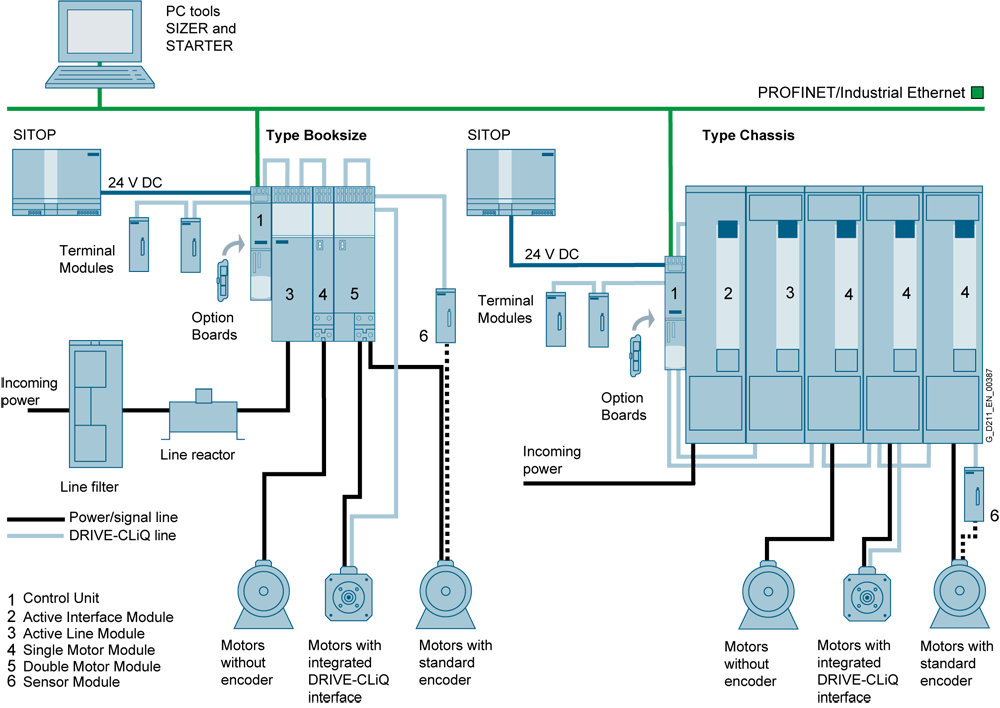 PC tools
SIZER and
STARTER
PROFINET/Industrial Ethernet
SITOP
Type Booksize
24 V DC
1
Terminal
Modules
Option
Boards
3
4
5
6
Incoming
power
Line reactor
Line filter
Power/signal line
DRIVE-CLiQ line
1 Control Unit
2 Active Interface Module
3 Active Line Module
4 Single Motor Module
5 Double Motor Module
6 Sensor Module
Motors
without
encoder
Motors with
integrated
DRIVE-CLiQ
interface
Motors with
standard
encoder
SITOP
Type Chassis
24 V DC
Terminal
Modules
1
2
3
4
4
4
Option
Boards
Incoming
power
G_D211_EN_00387
6
Motors
without
encoder
Motors with
integrated
DRIVE-CLiQ
interface
Motors with
standard
encoder